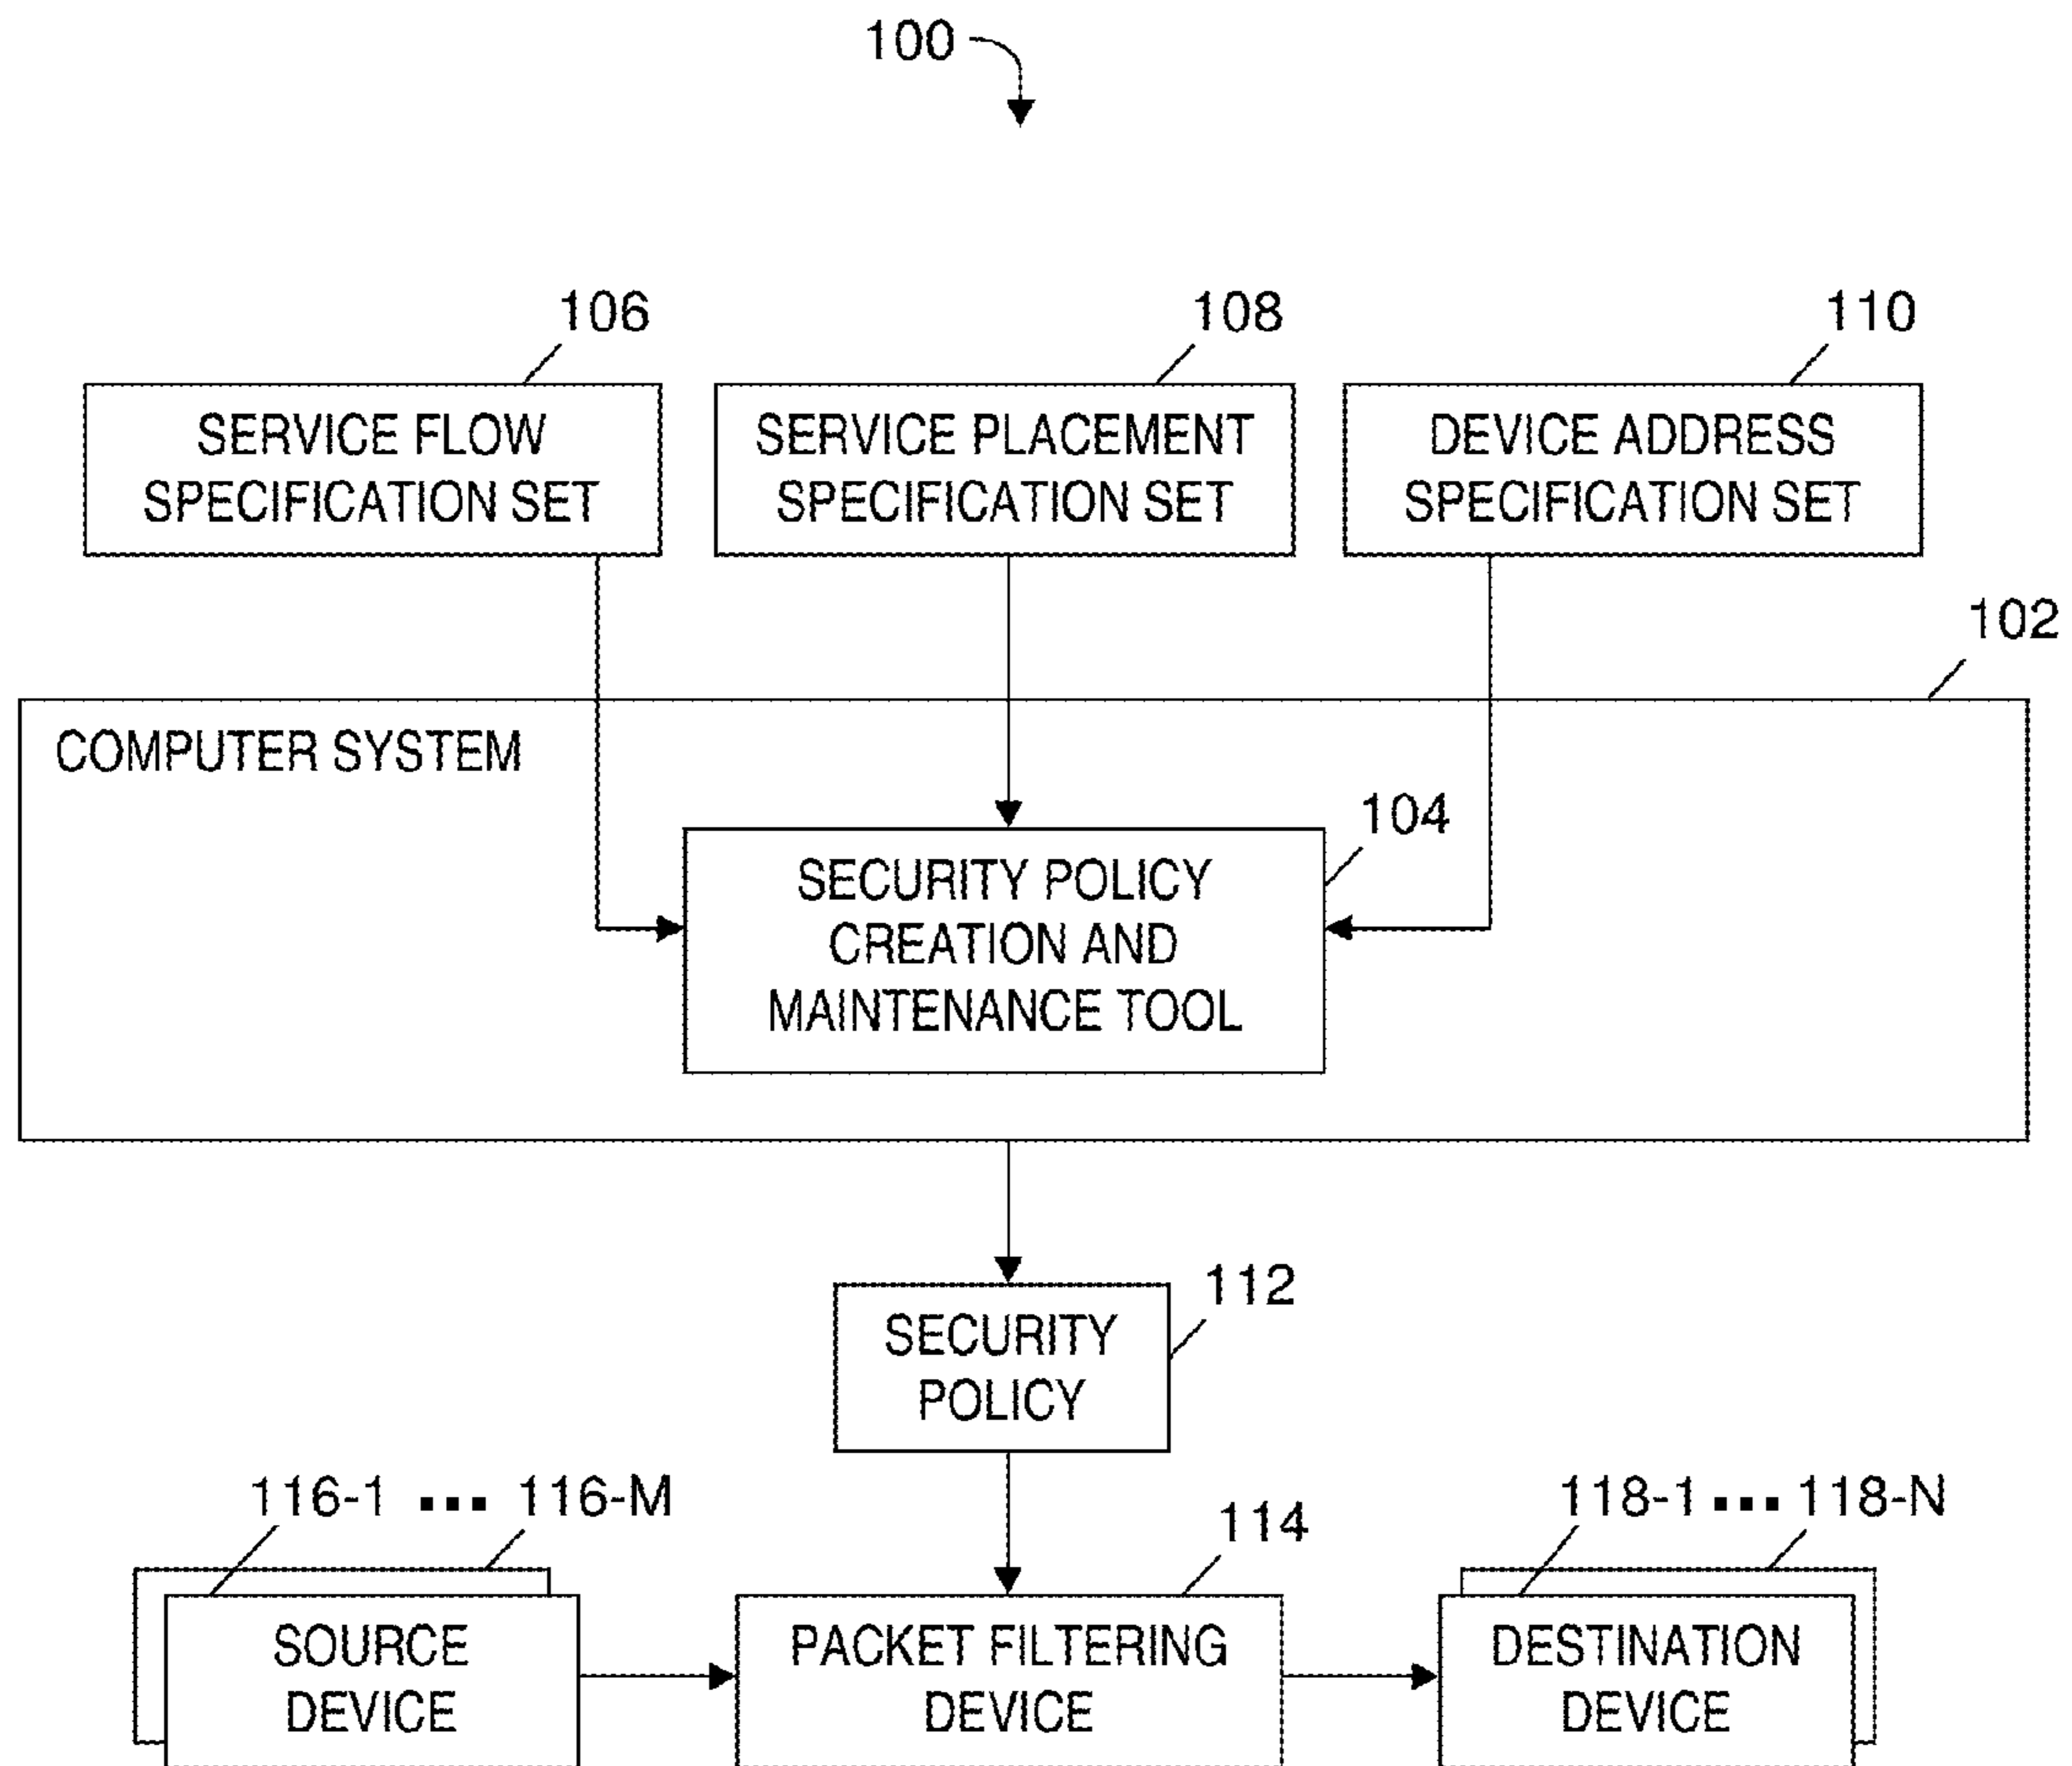 100
106
108
110
SERVICE FLOW
SPECIFICATION SET
SERVICE PLACEMENT
SPECIFICATION SET
DEVICE ADDRESS
SPECIFICATION SET
102
COMPUTER SYSTEM
104
SECURITY POLICY
CREATION AND
MAINTENANCE TOOL
112
SECURITY
POLICY
116-1 ... 116-M
114
118-1 ... 118-N
SOURCE
DEVICE
PACKET FILTERING
DEVICE
DESTINATION
DEVICE